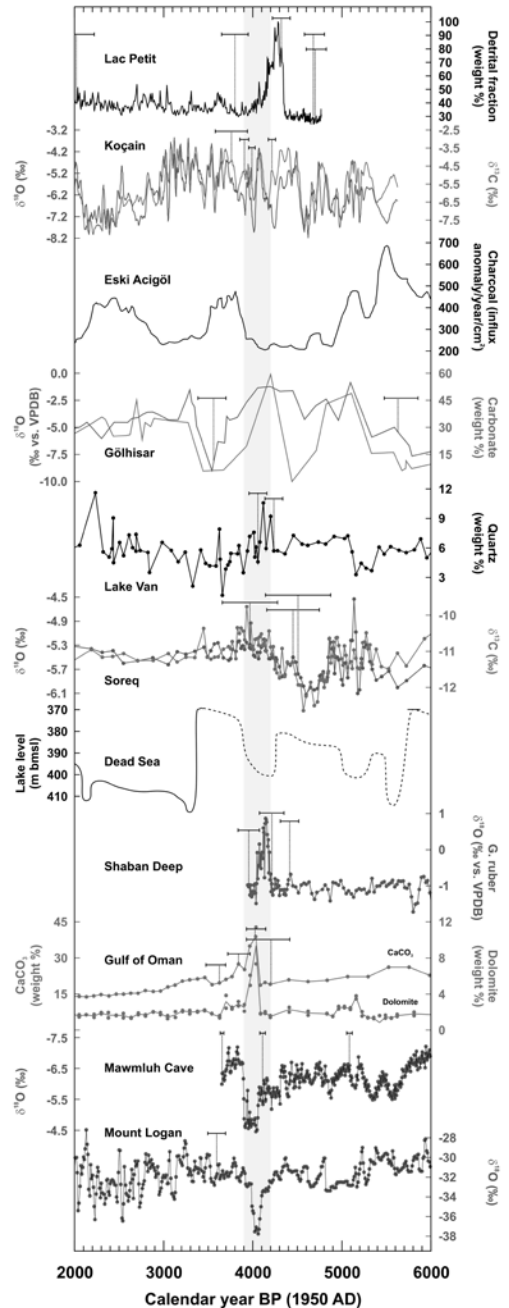 100
90
80
70
60
50
40
30
Detrital fraction
(weight %)
Lac Petit
-3.2
-4.2
-5.2
-6.2
-7.2
-8.2
δ¹⁸O (‰)
Koçain
-2.5
-3.5
-4.5
-5.5
-6.5
-7.5
δ¹³C
(‰)
700
600
500
400
300
200
Charcoal (influx
anomaly/year/cm²)
Eski Acigöl
0.0
-2.5
-5.0
-7.5
-10.0
δ¹⁸O
(‰ vs. VPDB)
Gölhisar
60
45
30
15
Carbonate
(weight %)
12
9
6
3
Quartz
(weight %)
Lake Van
-4.5
-4.9
-5.3
-5.7
-6.1
δ¹⁸O (‰)
Soreq
-10
-11
-12
δ¹³C
(‰)
370
380
390
400
410
Lake level
(m bmsl)
Dead Sea
1
0
-1
G. ruber
δ¹⁸O (‰ vs. VPDB)
Shaban Deep
45
30
15
CaCO₃
(weight %)
Gulf of Oman
CaCO₃
Dolomite
12
8
4
0
Dolomite
(weight %)
-7.5
-6.5
-5.5
-4.5
δ¹⁸O (‰)
Mawmluh Cave
Mount Logan
-28
-30
-32
-34
-36
-38
δ¹⁸O
(‰)
2000
3000
4000
5000
6000
Calendar year BP (1950 AD)